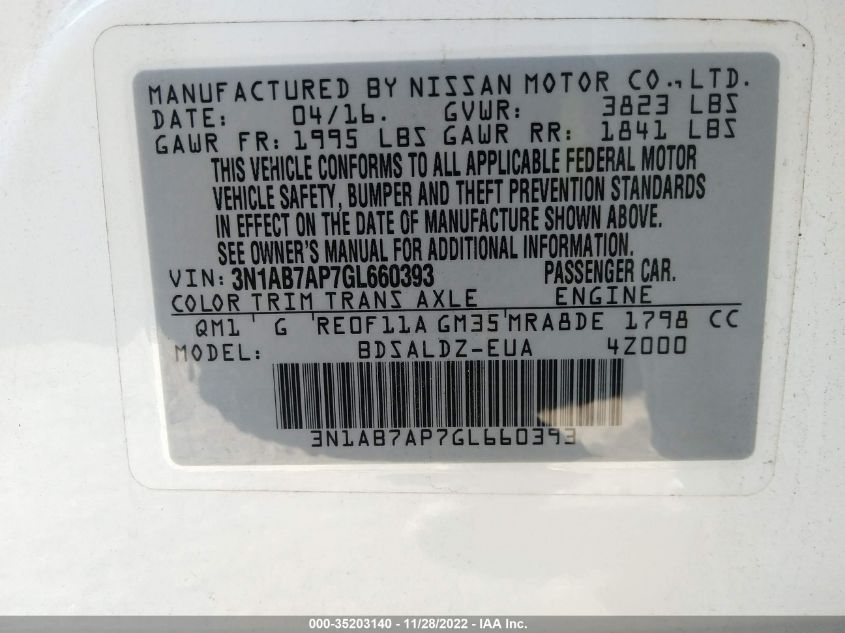 MANUFACTURED BY NISSAN MOTOR CO.,LTD.
DATE: 04/16. GVWR: 3823 LBS
GAWR FR: 1995 LBS GAWR RR: 1841 LBS
THIS VEHICLE CONFORMS TO ALL APPLICABLE FEDERAL MOTOR
VEHICLE SAFETY, BUMPER AND THEFT PREVENTION STANDARDS
IN EFFECT ON THE DATE OF MANUFACTURE SHOWN ABOVE.
SEE OWNER'S MANUAL FOR ADDITIONAL INFORMATION.
VIN: 3N1AB7AP7GL660393 PASSENGER CAR.
COLOR TRIM TRANS AXLE ENGINE
QM1 G RE0F11A GM35 MRA8DE 1798 CC
MODEL: BDSALDZ-EUA 4Z000
3N1AB7AP7GL660393
000-35203140 - 11/28/2022 - IAA Inc.